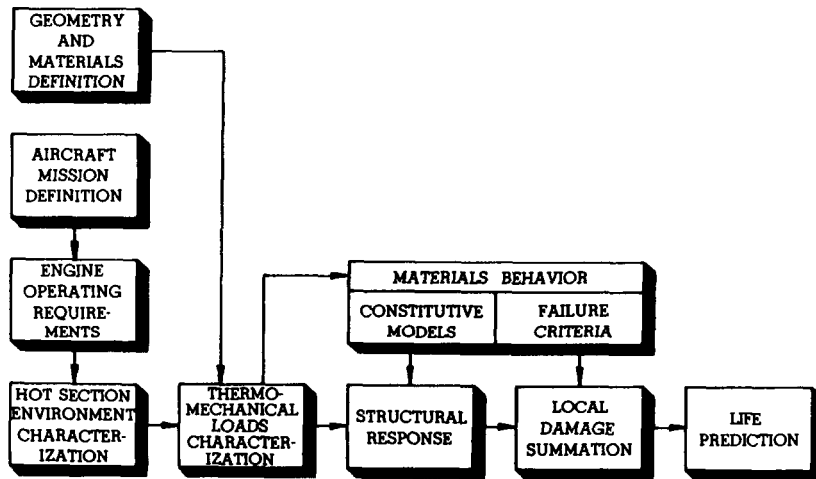 GEOMETRY
AND
MATERIALS
DEFINITION
AIRCRAFT
MISSION
DEFINITION
ENGINE
OPERATING
REQUIRE-
MENTS
MATERIALS BEHAVIOR
CONSTITUTIVE
MODELS
FAILURE
CRITERIA
HOT SECTION
ENVIRONMENT
CHARACTER-
IZATION
THERMO-
MECHANICAL
LOADS
CHARACTER-
IZATION
STRUCTURAL
RESPONSE
LOCAL
DAMAGE
SUMMATION
LIFE
PREDICTION